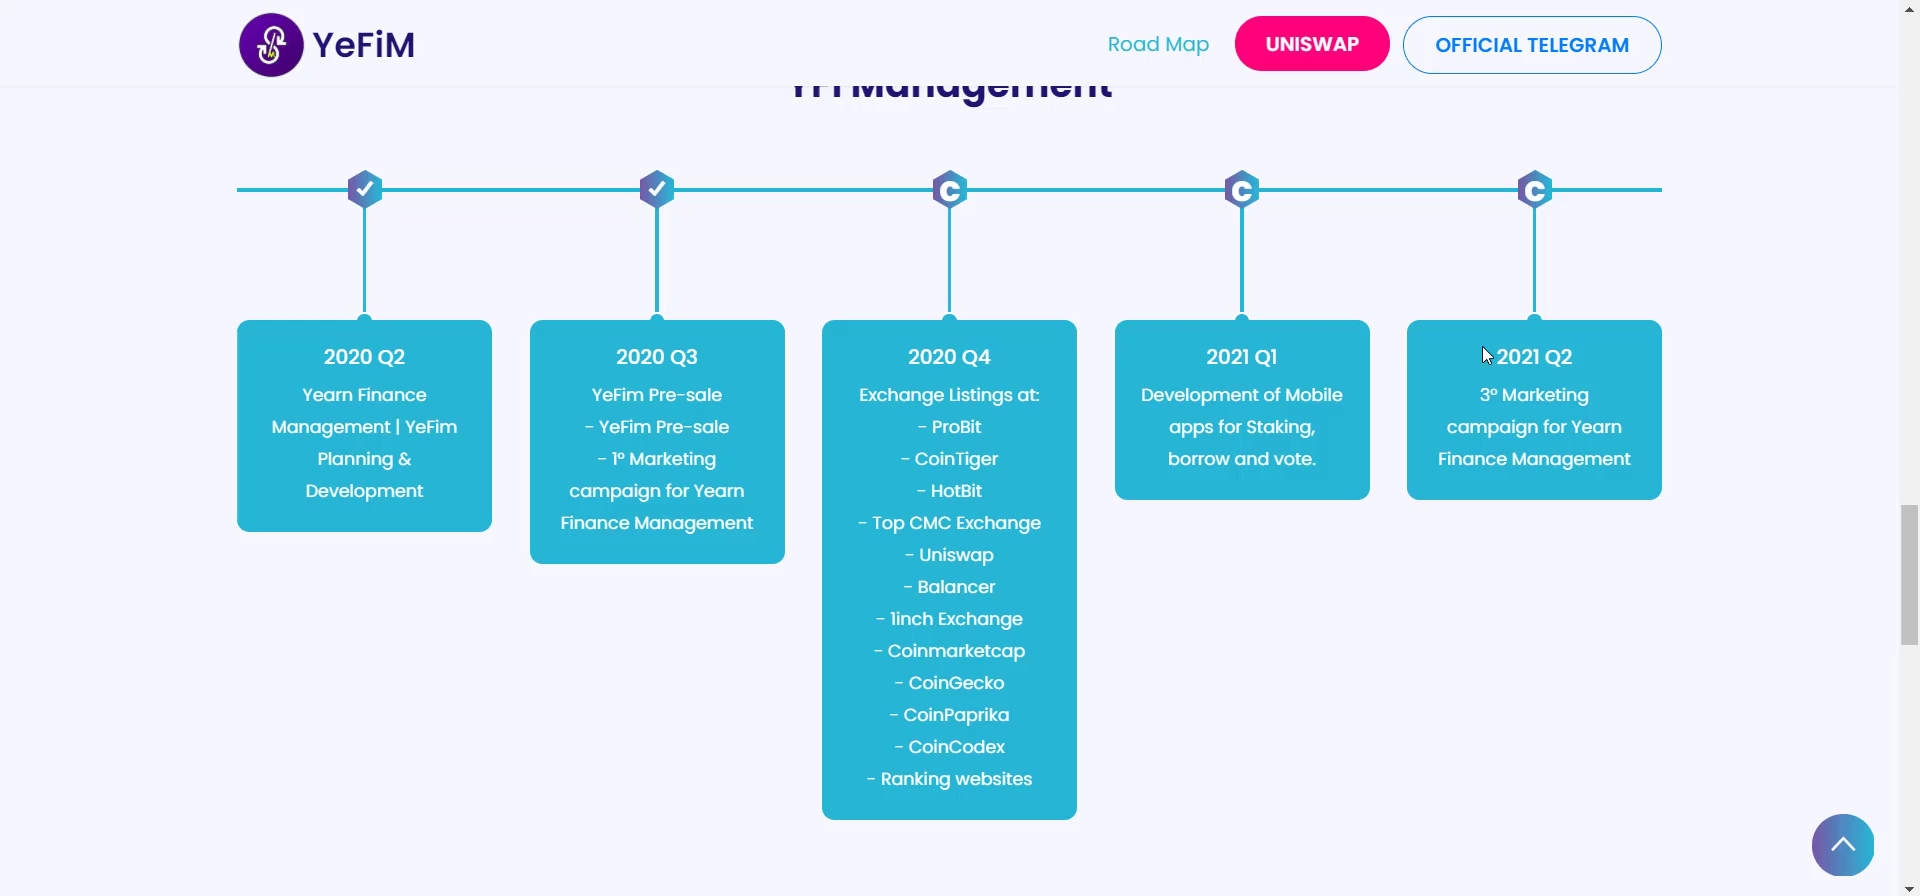 YeFiM
Road Map
UNISWAP
OFFICIAL TELEGRAM
YFI Management
2020 Q2
Yearn Finance
Management | YeFim
Planning &
Development
2020 Q3
YeFim Pre-sale
- YeFim Pre-sale
- 1º Marketing
campaign for Yearn
Finance Management
2020 Q4
Exchange Listings at:
- ProBit
- CoinTiger
- HotBit
- Top CMC Exchange
- Uniswap
- Balancer
- 1inch Exchange
- Coinmarketcap
- CoinGecko
- CoinPaprika
- CoinCodex
- Ranking websites
2021 Q1
Development of Mobile
apps for Staking,
borrow and vote.
2021 Q2
3º Marketing
campaign for Yearn
Finance Management